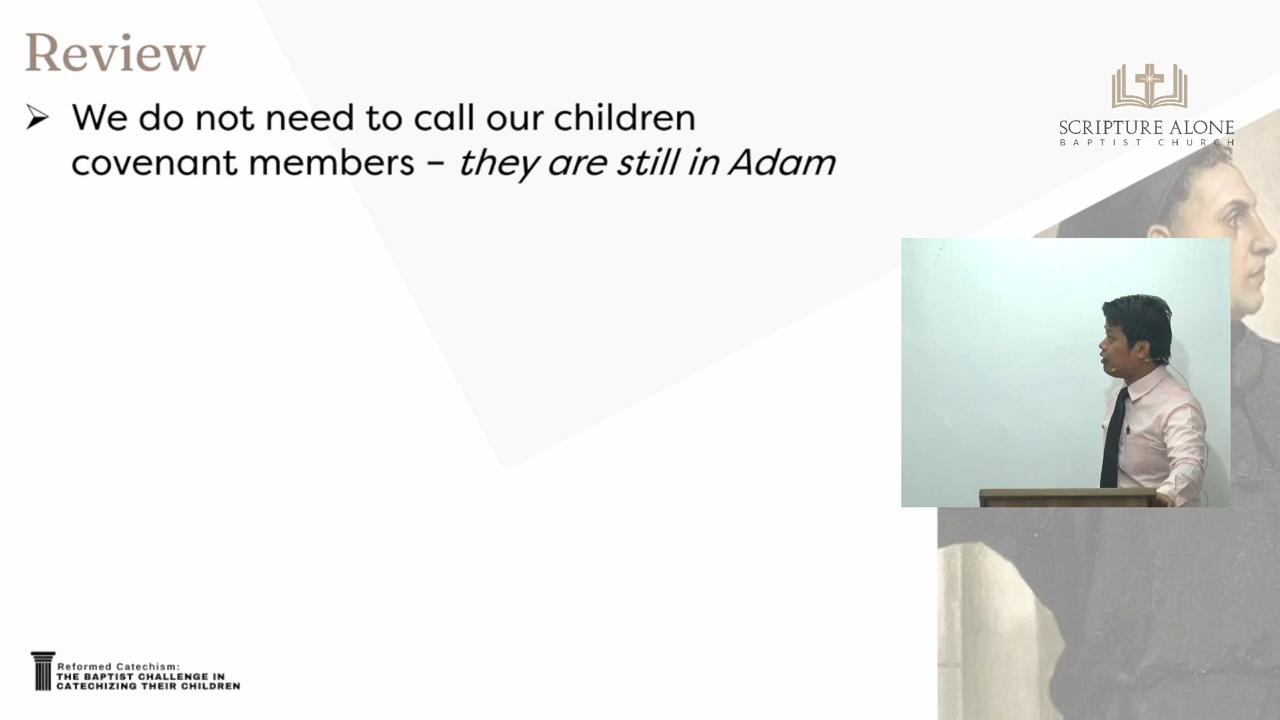 Review
➢ We do not need to call our children
covenant members – they are still in Adam
SCRIPTURE ALONE
BAPTIST CHURCH
Reformed Catechism:
THE BAPTIST CHALLENGE IN
CATECHIZING THEIR CHILDREN